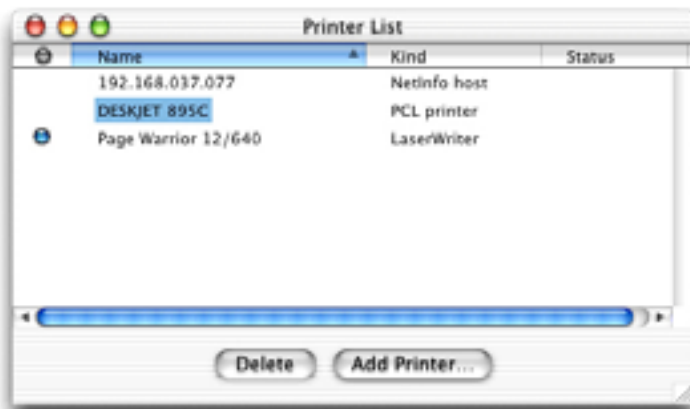 Printer List
Name Kind Status
192.168.037.077 NetInfo host
DESKJET 895C PCL printer
Page Warrior 12/640 LaserWriter
Delete Add Printer...